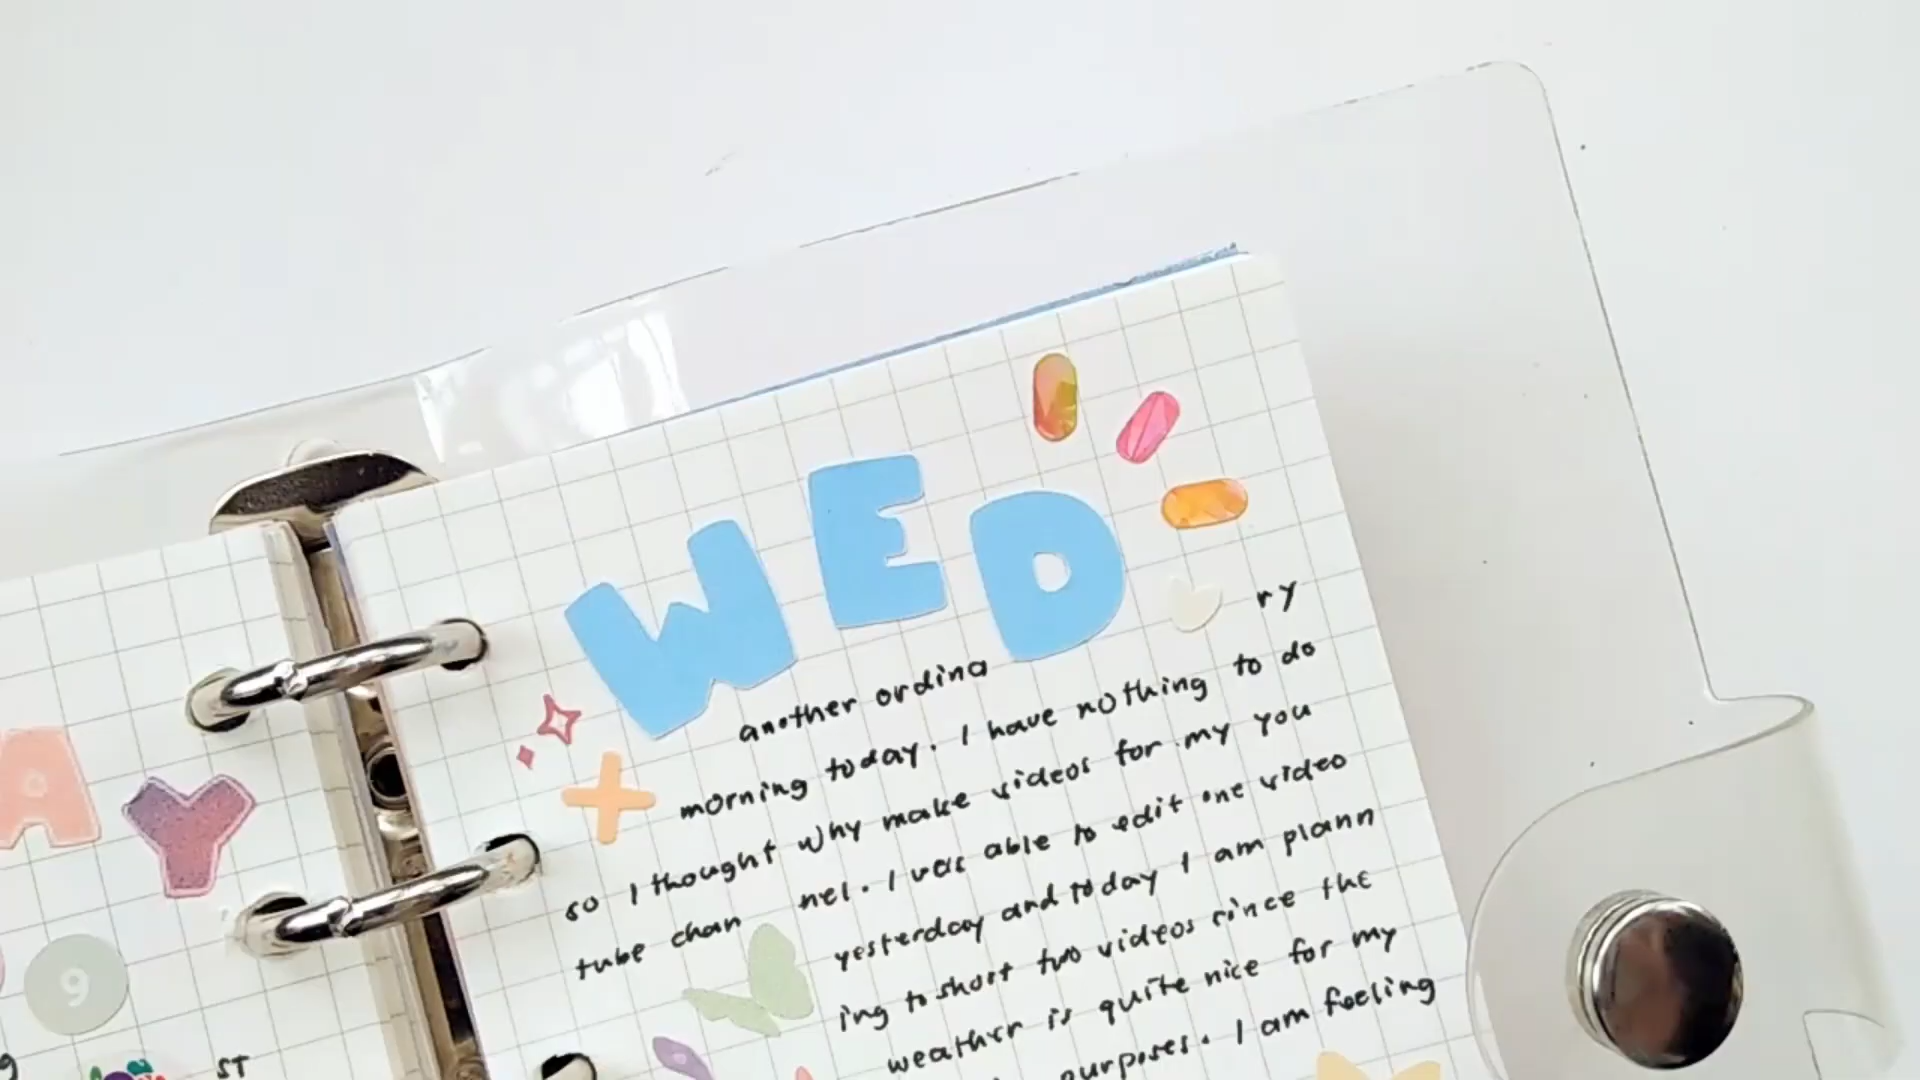 AY
9
ST
WED
another ordina ry
morning today. I have nothing to do
so I thought why make videos for my you
tube chan nel. I was able to edit one video
yesterday and today I am plann
ing to short two videos since the
weather is quite nice for my
purposes. I am feeling